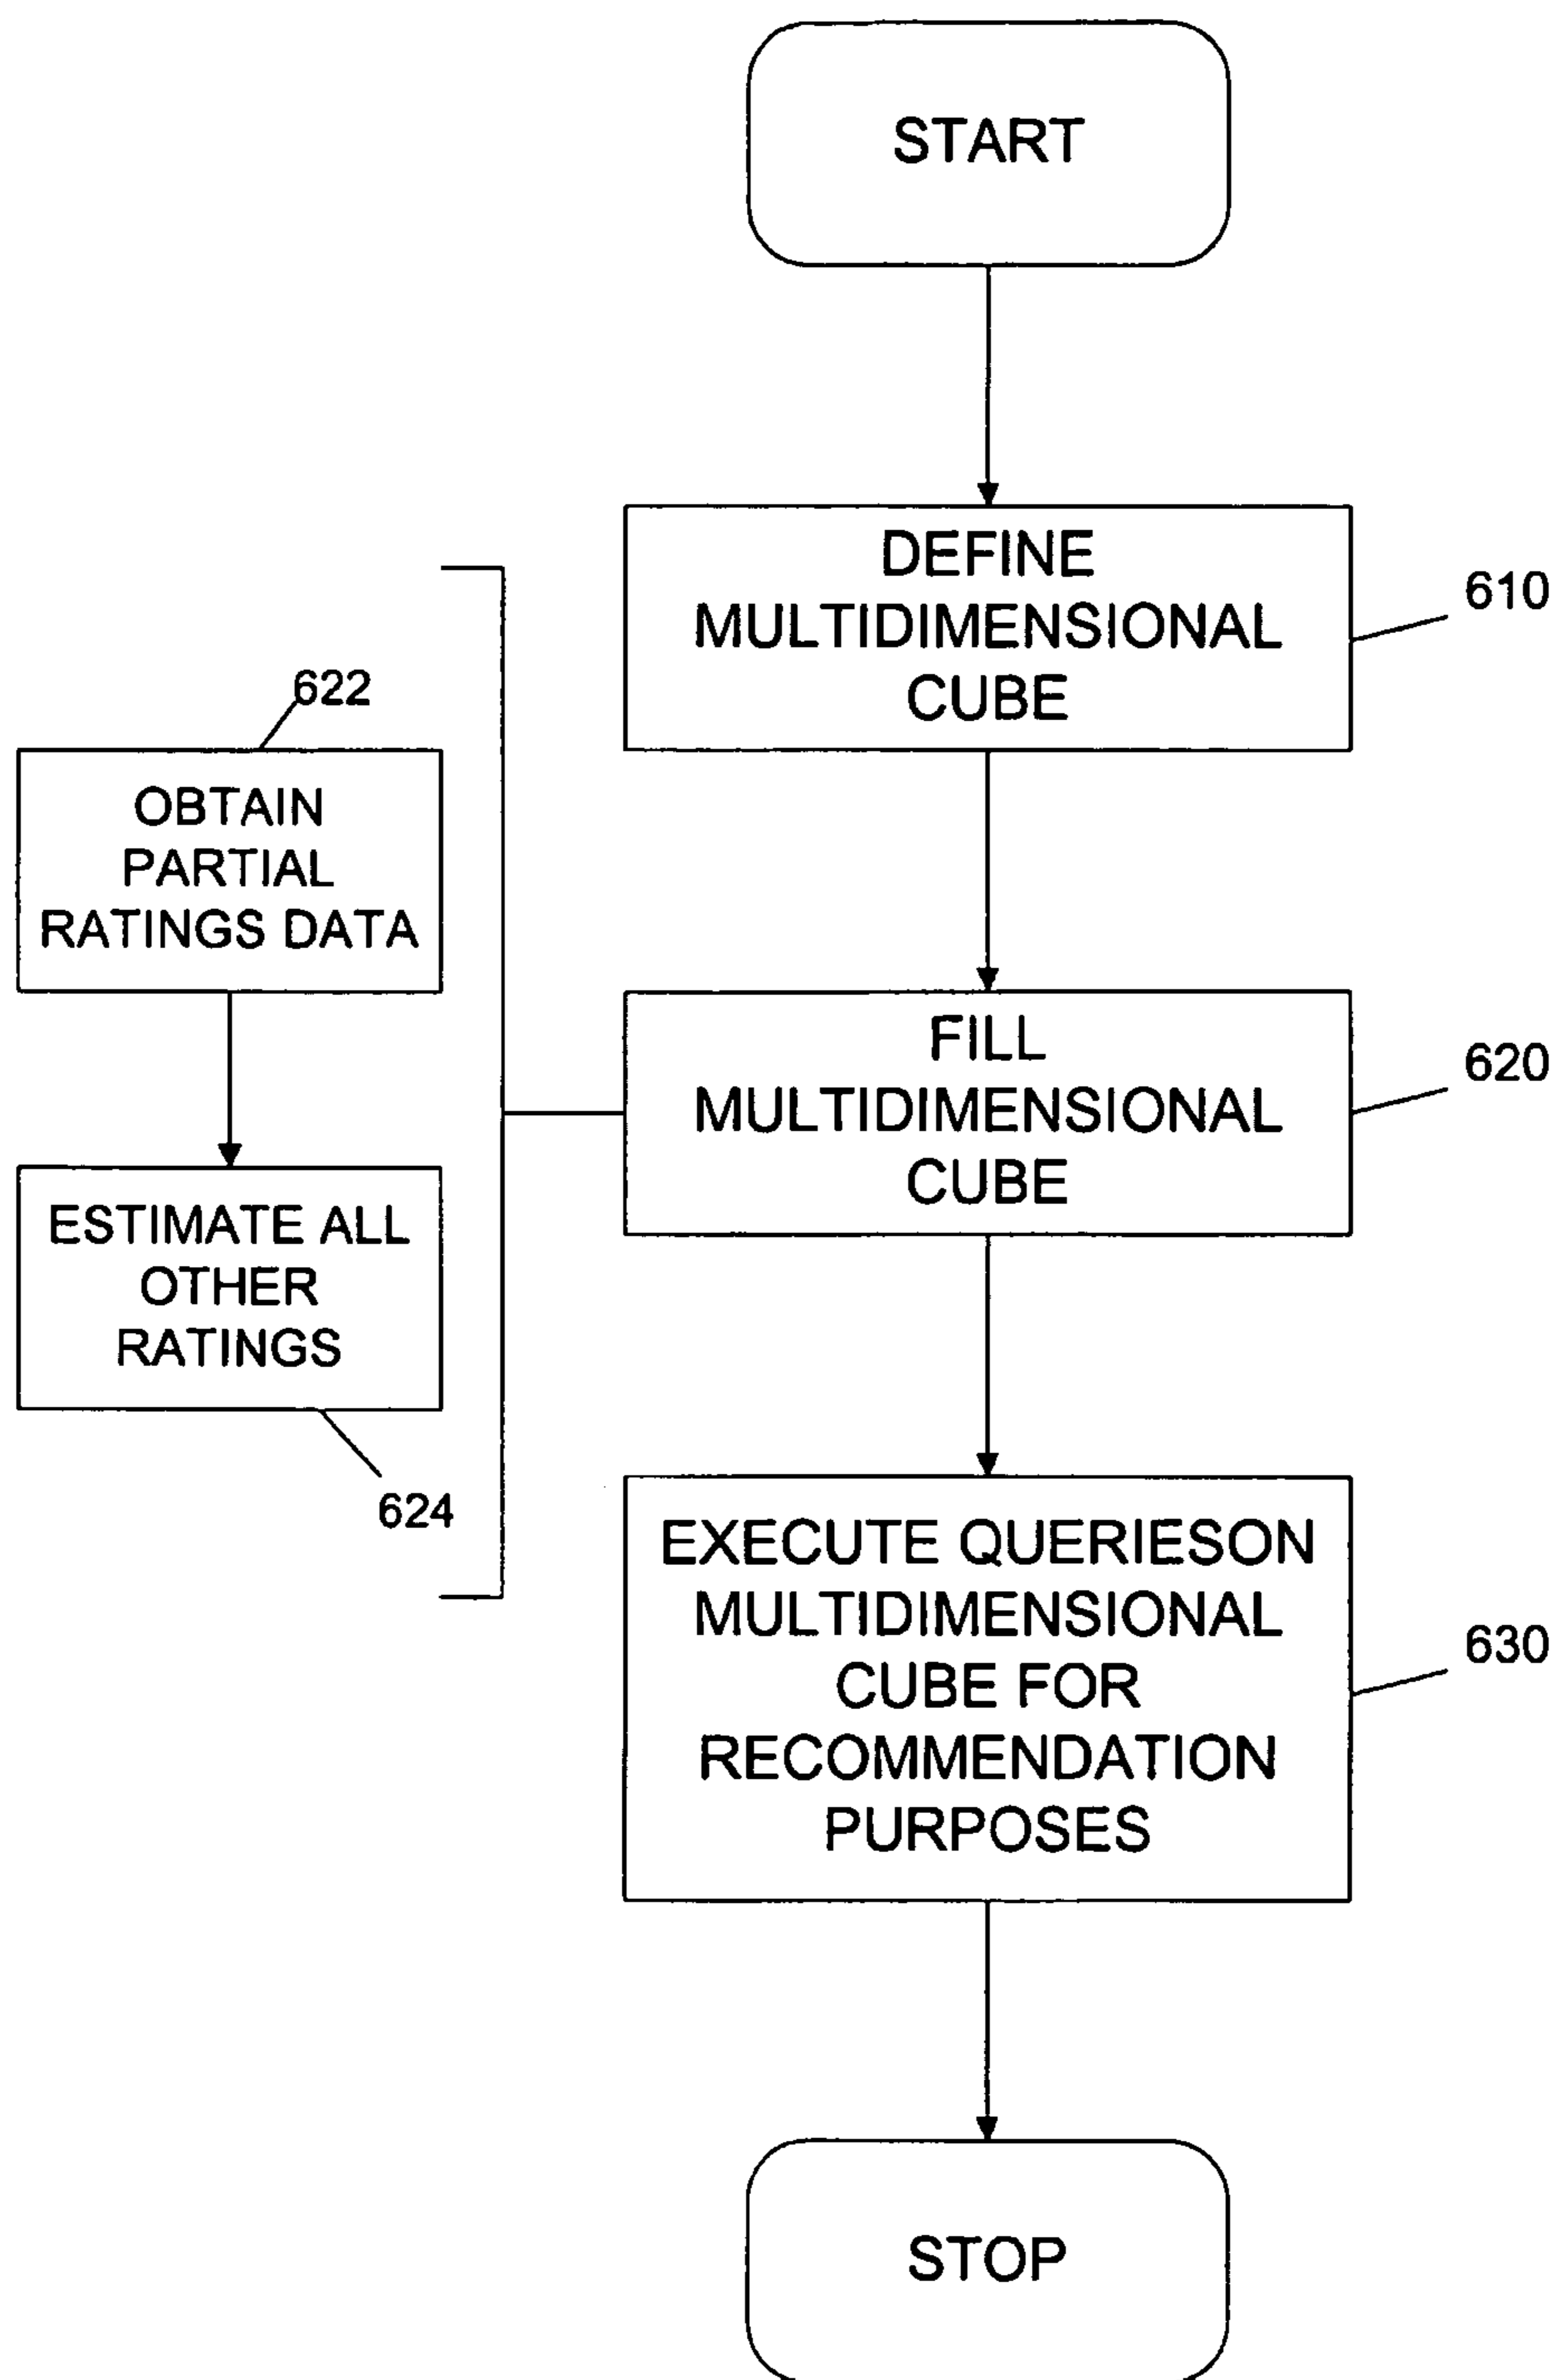 START
DEFINE
MULTIDIMENSIONAL
CUBE
610
622
OBTAIN
PARTIAL
RATINGS DATA
FILL
MULTIDIMENSIONAL
CUBE
620
ESTIMATE ALL
OTHER
RATINGS
624
EXECUTE QUERIESON
MULTIDIMENSIONAL
CUBE FOR
RECOMMENDATION
PURPOSES
630
STOP